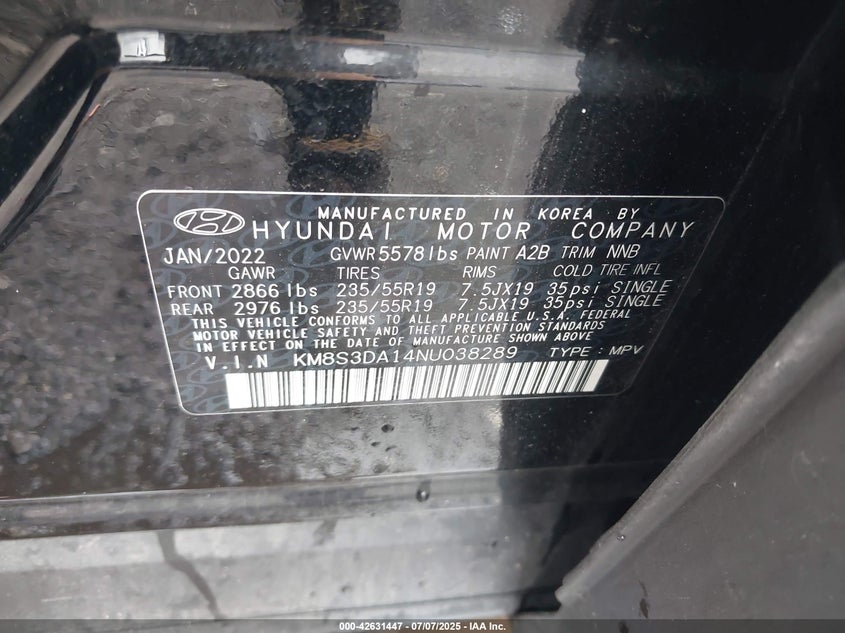 MANUFACTURED IN KOREA BY
HYUNDAI MOTOR COMPANY
JAN/2022 GVWR 5578 lbs PAINT A2B TRIM NNB
GAWR TIRES RIMS COLD TIRE INFL
FRONT 2866 lbs 235/55R19 7.5JX19 35psi SINGLE
REAR 2976 lbs 235/55R19 7.5JX19 35psi SINGLE
THIS VEHICLE CONFORMS TO ALL APPLICABLE U.S.A. FEDERAL
MOTOR VEHICLE SAFETY AND THEFT PREVENTION STANDARDS
IN EFFECT ON THE DATE OF MANUFACTURE SHOWN ABOVE
V.I.N KM8S3DA14NU038289 TYPE : MPV
000-42631447 - 07/07/2025 - IAA Inc.